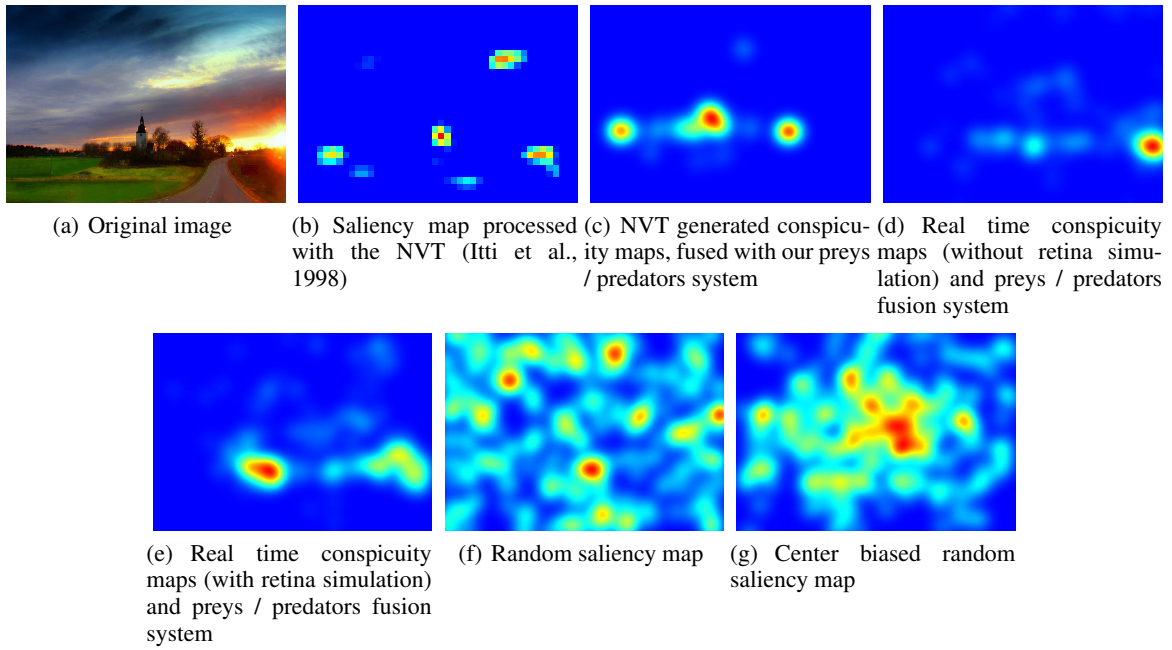 (a) Original image
(b) Saliency map processed
with the NVT (Itti et al.,
1998)
(c) NVT generated conspicu-
ity maps, fused with our preys
/ predators system
(d) Real time conspicuity
maps (without retina simu-
lation) and preys / predators
fusion system
(e) Real time conspicuity
maps (with retina simulation)
and preys / predators fusion
system
(f) Random saliency map
(g) Center biased random
saliency map